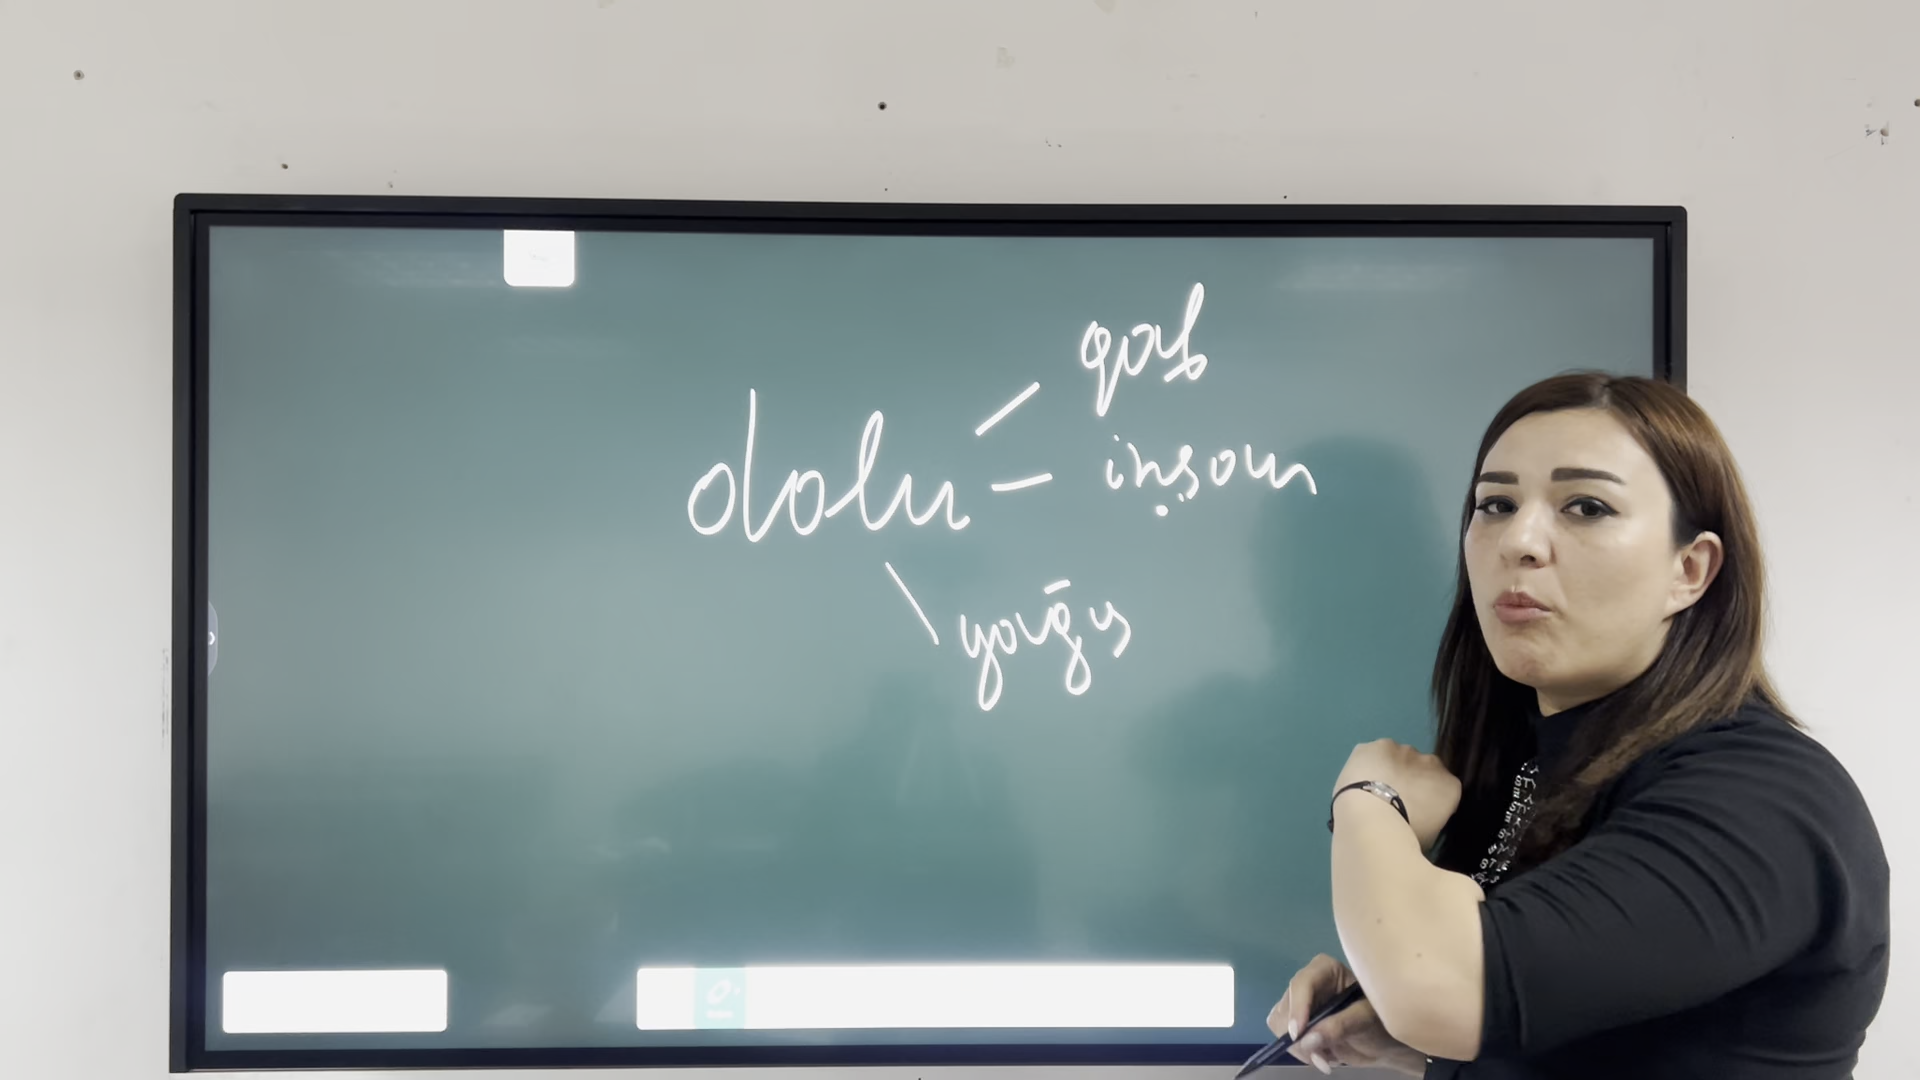 qab
dolu – insan
yağış